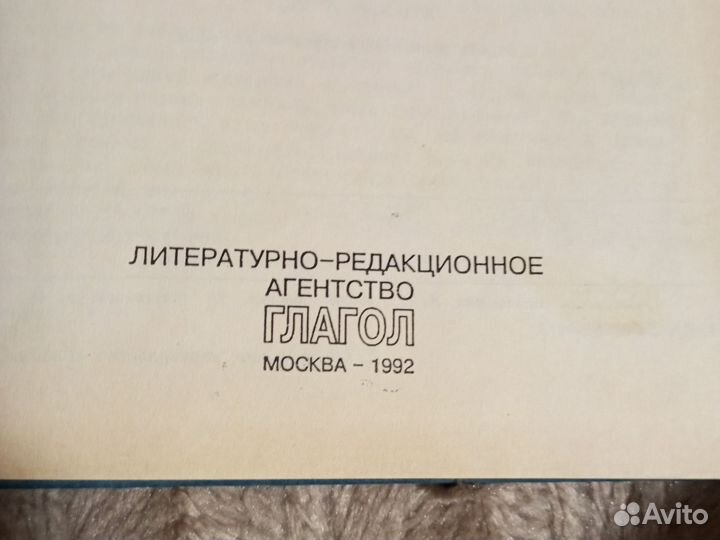 ЛИТЕРАТУРНО-РЕДАКЦИОННОЕ
АГЕНТСТВО
ГЛАГОЛ
МОСКВА - 1992
Avito